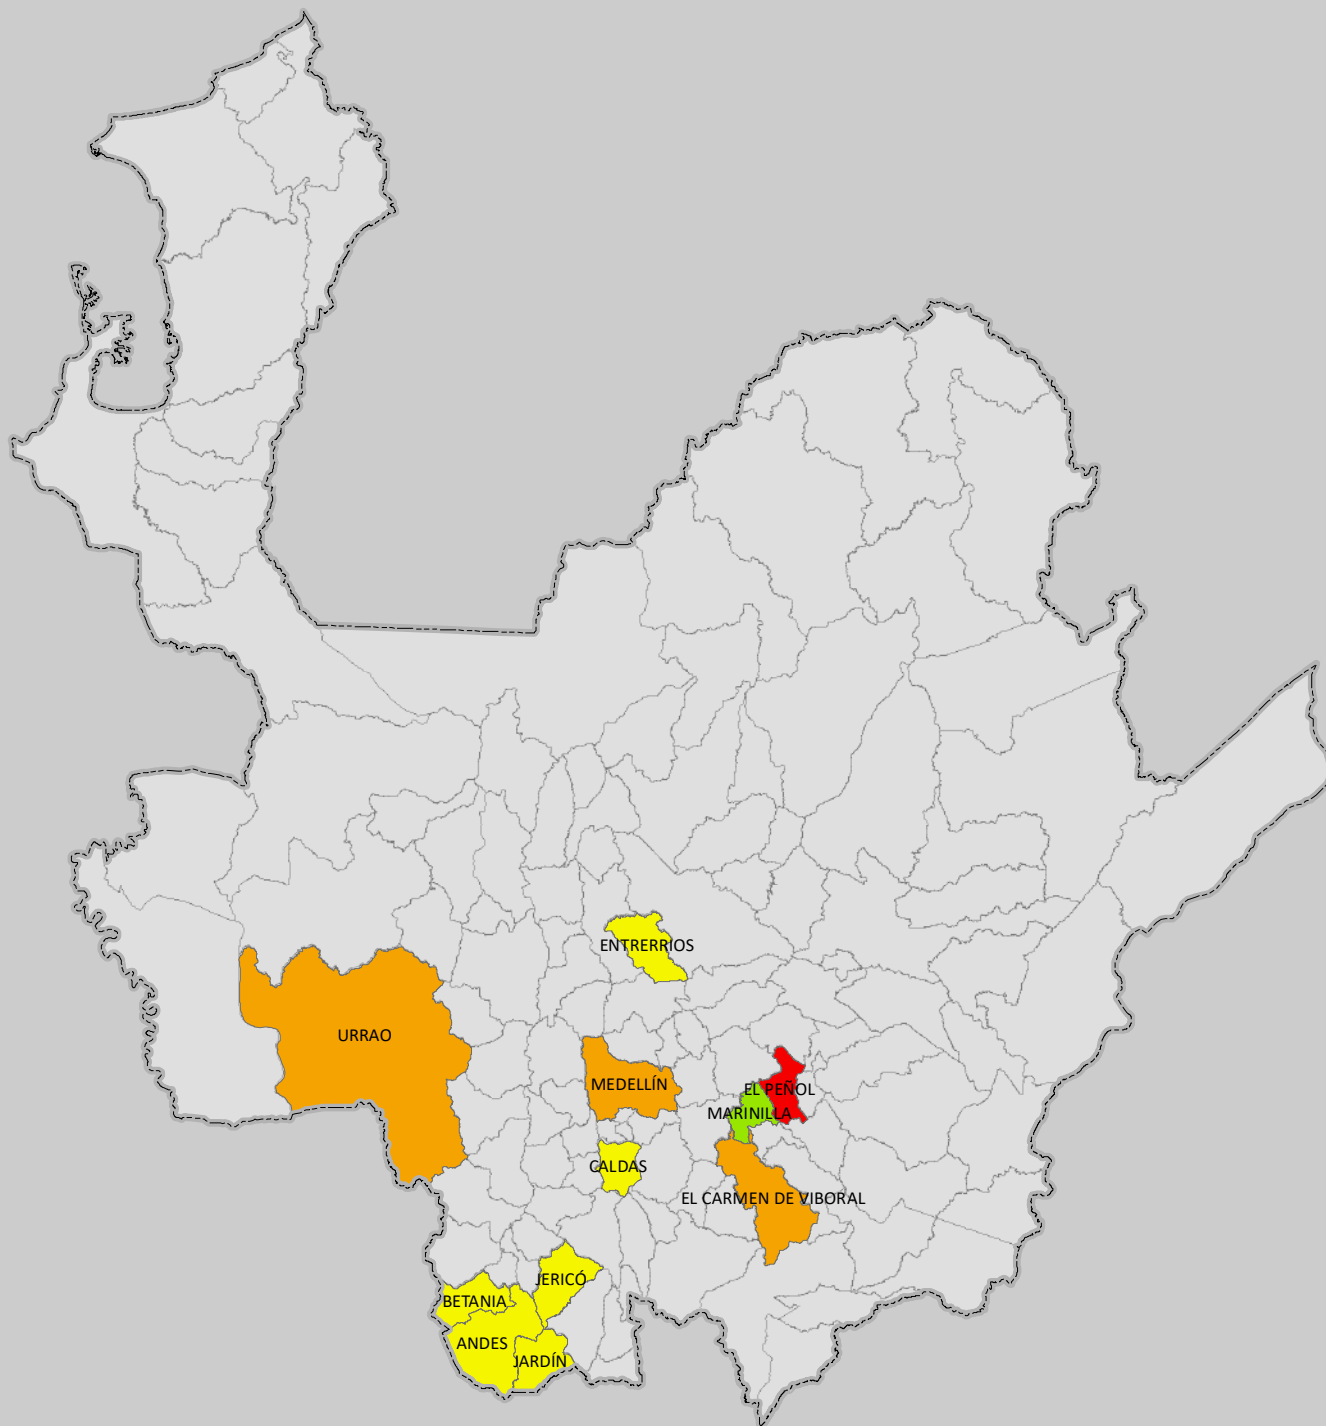 ENTRERRIOS
URRAO
MEDELLÍN
EL PEÑOL
MARINILLA
CALDAS
EL CARMEN DE VIBORAL
JERICÓ
BETANIA
ANDES
JARDÍN